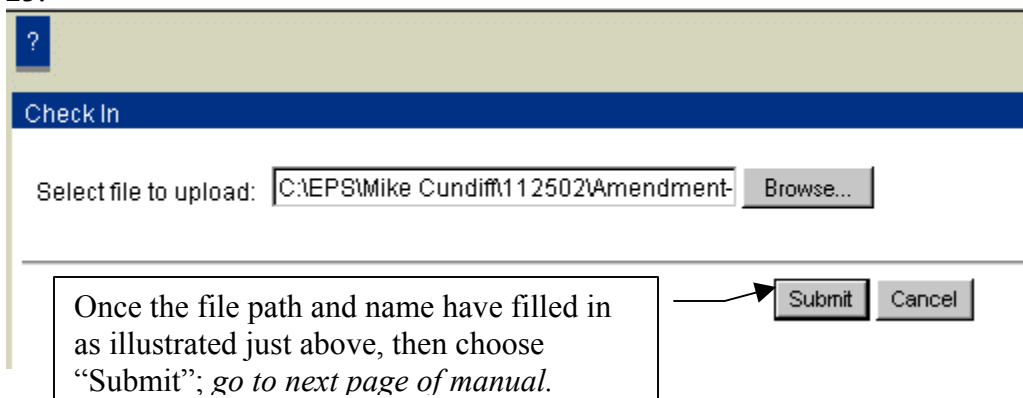 ?
Check In
Select file to upload: C:\EPS\Mike Cundiff\112502\Amendment- Browse...
Submit Cancel
Once the file path and name have filled in
as illustrated just above, then choose
“Submit”; go to next page of manual.